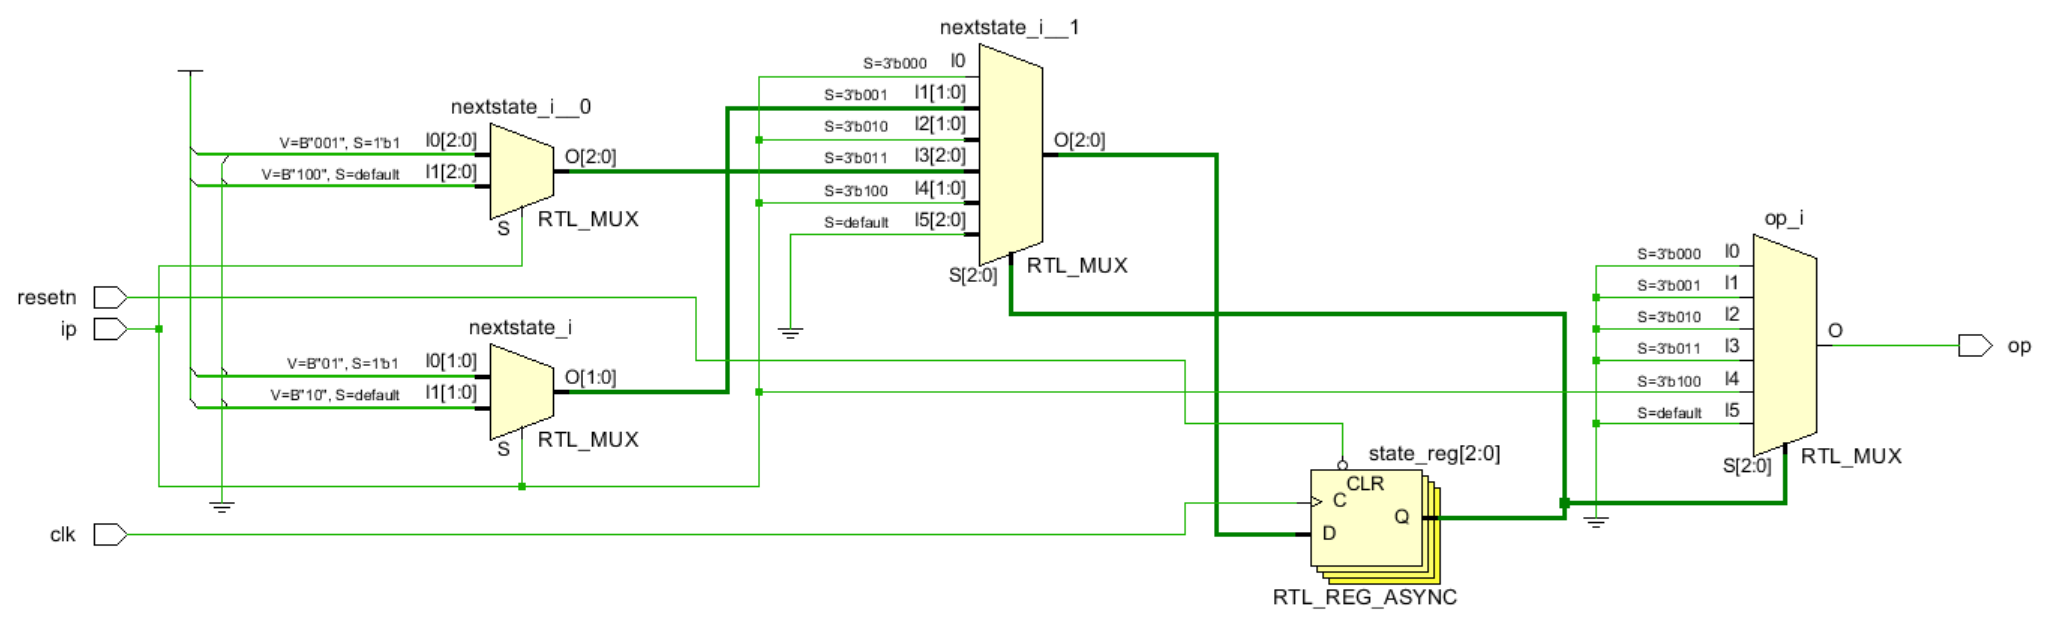 nextstate_i__1
S=3'b000 I0
S=3'b001 I1[1:0]
S=3'b010 I2[1:0]
S=3'b011 I3[2:0]
S=3'b100 I4[1:0]
S=default I5[2:0]
O[2:0]
S[2:0]
RTL_MUX
nextstate_i__0
V=B"001", S=1'b1 I0[2:0]
V=B"100", S=default I1[2:0]
O[2:0]
S
RTL_MUX
resetn
ip
nextstate_i
V=B"01", S=1'b1 I0[1:0]
V=B"10", S=default I1[1:0]
O[1:0]
S
RTL_MUX
clk
state_reg[2:0]
CLR
C
Q
D
RTL_REG_ASYNC
op_i
S=3'b000 I0
S=3'b001 I1
S=3'b010 I2
S=3'b011 I3
S=3'b100 I4
S=default I5
O
S[2:0]
RTL_MUX
op